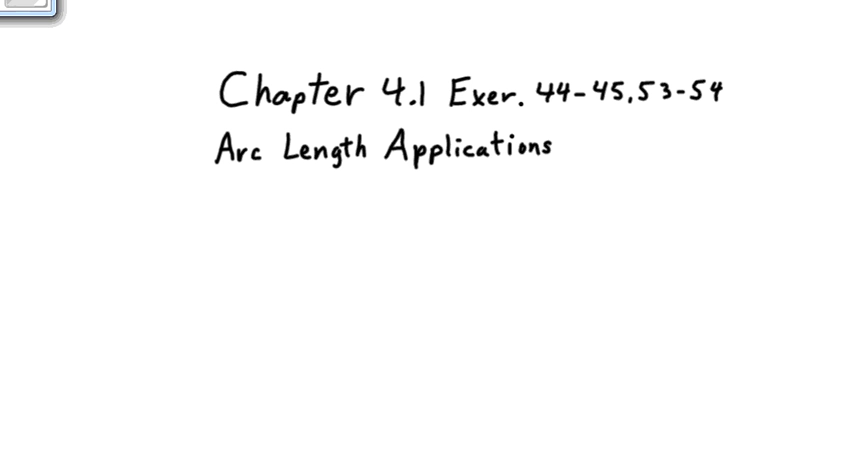 Chapter 4.1 Exer. 44-45,53-54
Arc Length Applications